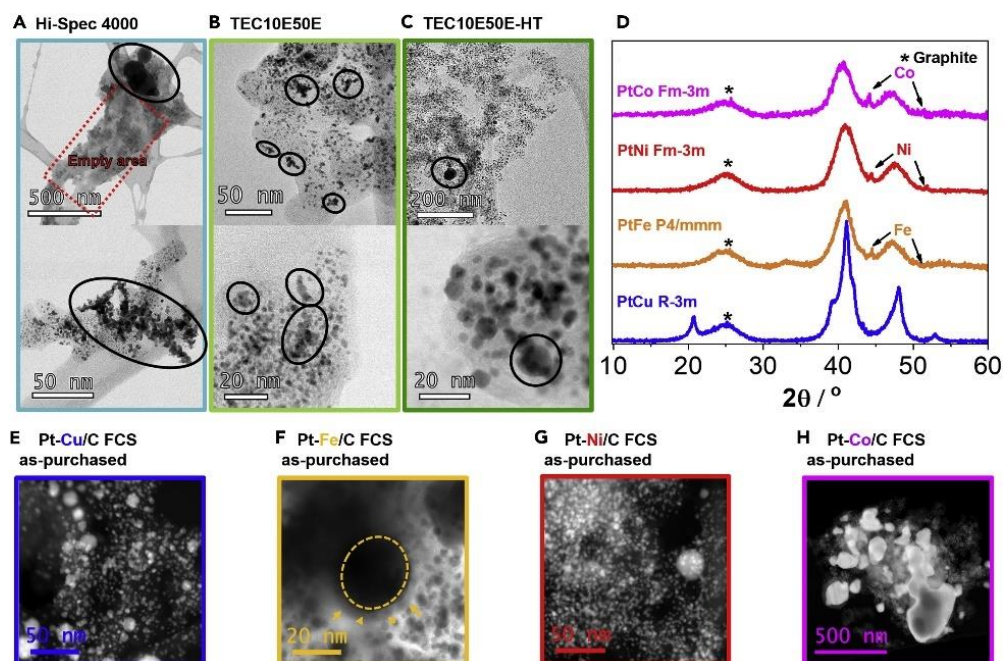 A Hi-Spec 4000
B TEC10E50E
C TEC10E50E-HT
D
Empty area
500 nm
50 nm
50 nm
20 nm
200 nm
20 nm
* Graphite
PtCo Fm-3m
*
Co
PtNi Fm-3m
*
Ni
PtFe P4/mmm
*
Fe
PtCu R-3m
*
10 20 30 40 50 60
2θ / °
E Pt-Cu/C FCS
as-purchased
F Pt-Fe/C FCS
as-purchased
G Pt-Ni/C FCS
as-purchased
H Pt-Co/C FCS
as-purchased
50 nm
20 nm
50 nm
500 nm